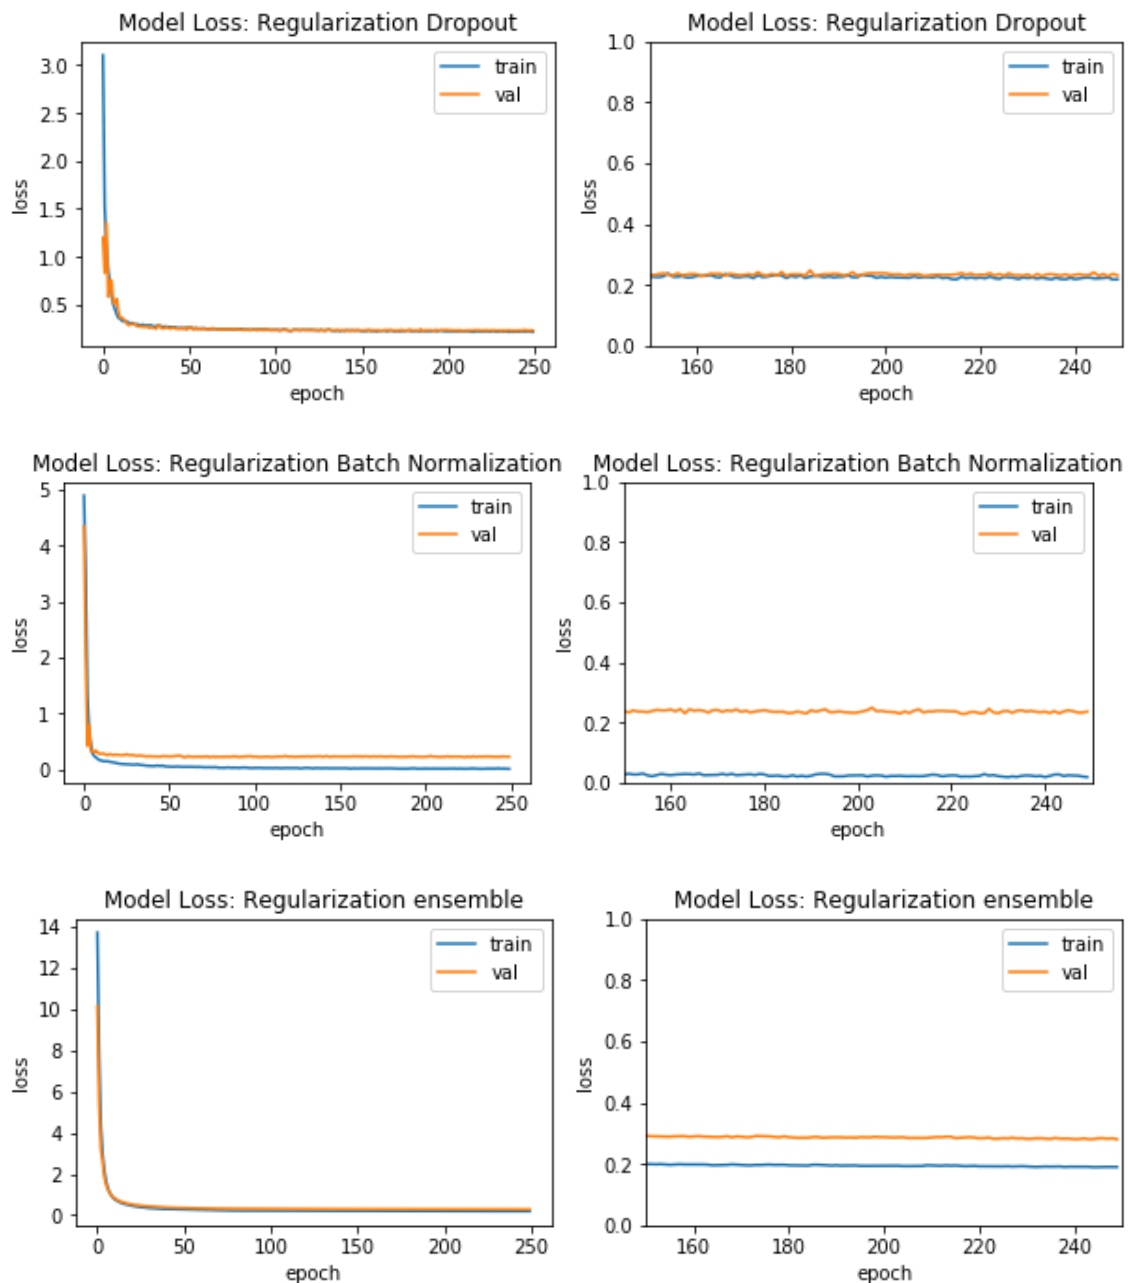 Model Loss: Regularization Dropout
3.0
2.5
2.0
1.5
1.0
0.5
loss
train
val
0 50 100 150 200 250
epoch
Model Loss: Regularization Dropout
1.0
0.8
0.6
0.4
0.2
0.0
loss
train
val
160 180 200 220 240
epoch
Model Loss: Regularization Batch Normalization
5
4
3
2
1
0
loss
train
val
0 50 100 150 200 250
epoch
Model Loss: Regularization Batch Normalization
1.0
0.8
0.6
0.4
0.2
0.0
loss
train
val
160 180 200 220 240
epoch
Model Loss: Regularization ensemble
14
12
10
8
6
4
2
0
loss
train
val
0 50 100 150 200 250
epoch
Model Loss: Regularization ensemble
1.0
0.8
0.6
0.4
0.2
0.0
loss
train
val
160 180 200 220 240
epoch